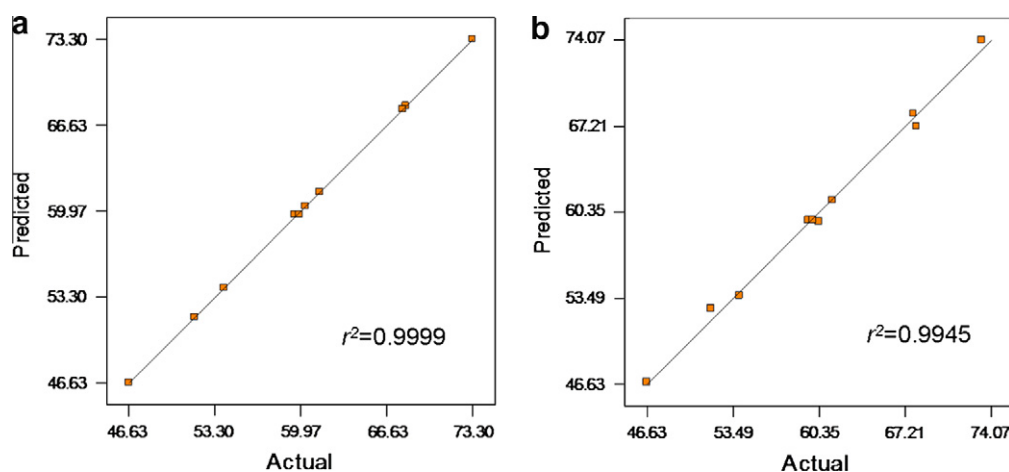 a
Predicted
73.30
66.63
59.97
53.30
46.63
r²=0.9999
46.63 53.30 59.97 66.63 73.30
Actual
b
Predicted
74.07
67.21
60.35
53.49
46.63
r²=0.9945
46.63 53.49 60.35 67.21 74.07
Actual